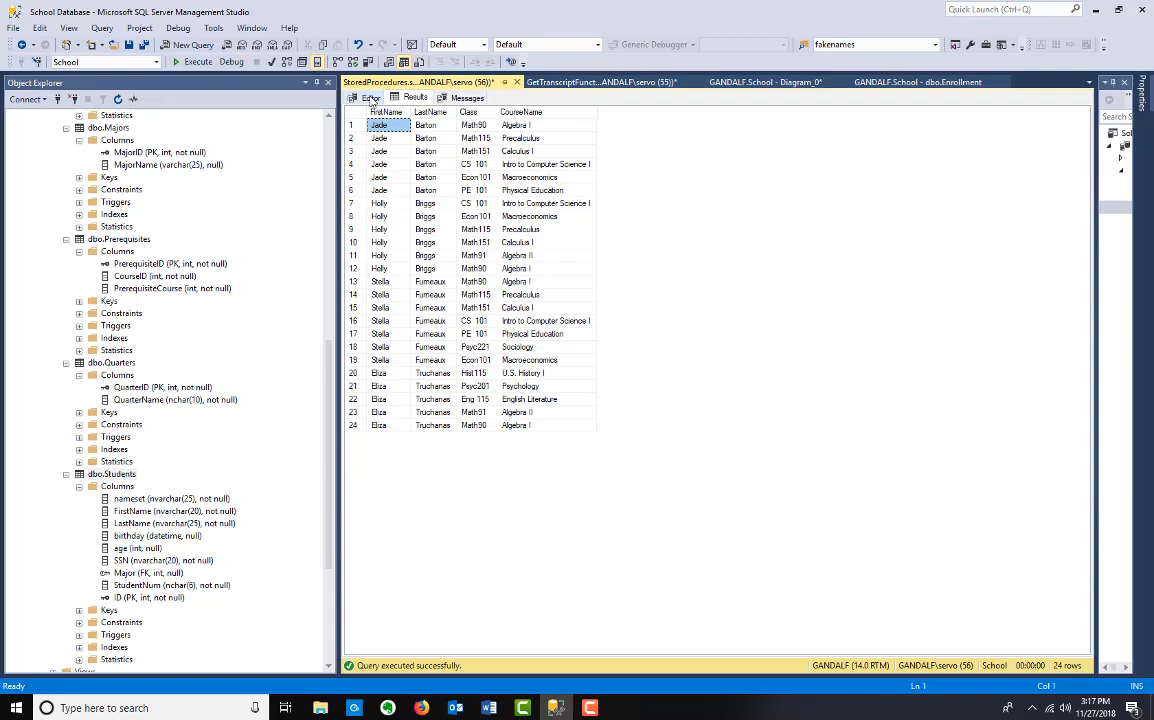 School Database - Microsoft SQL Server Management Studio
Quick Launch (Ctrl+Q)
File Edit View Query Project Debug Tools Window Help
New Query Default Default Generic Debugger fakenames
School Execute Debug
Object Explorer
Connect
Statistics
dbo.Majors
Columns
MajorID (PK, int, not null)
MajorName (varchar(25), null)
Keys
Constraints
Triggers
Indexes
Statistics
dbo.Prerequisites
Columns
PrerequisiteID (PK, int, not null)
CourseID (int, not null)
PrerequisiteCourse (int, not null)
Keys
Constraints
Triggers
Indexes
Statistics
dbo.Quarters
Columns
QuarterID (PK, int, not null)
QuarterName (nchar(10), not null)
Keys
Constraints
Triggers
Indexes
Statistics
dbo.Students
Columns
nameset (nvarchar(25), not null)
FirstName (nvarchar(20), not null)
LastName (nvarchar(25), not null)
birthday (datetime, null)
age (int, null)
SSN (nvarchar(20), not null)
Major (FK, int, null)
StudentNum (nchar(6), not null)
ID (PK, int, not null)
Keys
Constraints
Triggers
Indexes
Statistics
Views
StoredProcedures.s...ANDALF\servo (56))* GetTranscriptFunct...ANDALF\servo (55))* GANDALF.School - Diagram_0* GANDALF.School - dbo.Enrollment
Editor Results Messages
FirstName LastName Class CourseName
1 Jade Barton Math90 Algebra I
2 Jade Barton Math115 Precalculus
3 Jade Barton Math151 Calculus I
4 Jade Barton CS 101 Intro to Computer Science I
5 Jade Barton Econ101 Macroeconomics
6 Jade Barton PE 101 Physical Education
7 Holly Briggs CS 101 Intro to Computer Science I
8 Holly Briggs Econ101 Macroeconomics
9 Holly Briggs Math115 Precalculus
10 Holly Briggs Math151 Calculus I
11 Holly Briggs Math91 Algebra II
12 Holly Briggs Math90 Algebra I
13 Stella Fumeaux Math90 Algebra I
14 Stella Fumeaux Math115 Precalculus
15 Stella Fumeaux Math151 Calculus I
16 Stella Fumeaux CS 101 Intro to Computer Science I
17 Stella Fumeaux PE 101 Physical Education
18 Stella Fumeaux Psyc221 Sociology
19 Stella Fumeaux Econ101 Macroeconomics
20 Eliza Truchanas Hist115 U.S. History I
21 Eliza Truchanas Psyc201 Psychology
22 Eliza Truchanas Eng 115 English Literature
23 Eliza Truchanas Math91 Algebra II
24 Eliza Truchanas Math90 Algebra I
Query executed successfully. GANDALF (14.0 RTM) GANDALF\servo (56) School 00:00:00 24 rows
Search S
Properties
Ready Ln 1 Col 1 INS
Type here to search
3:17 PM
11/27/2018